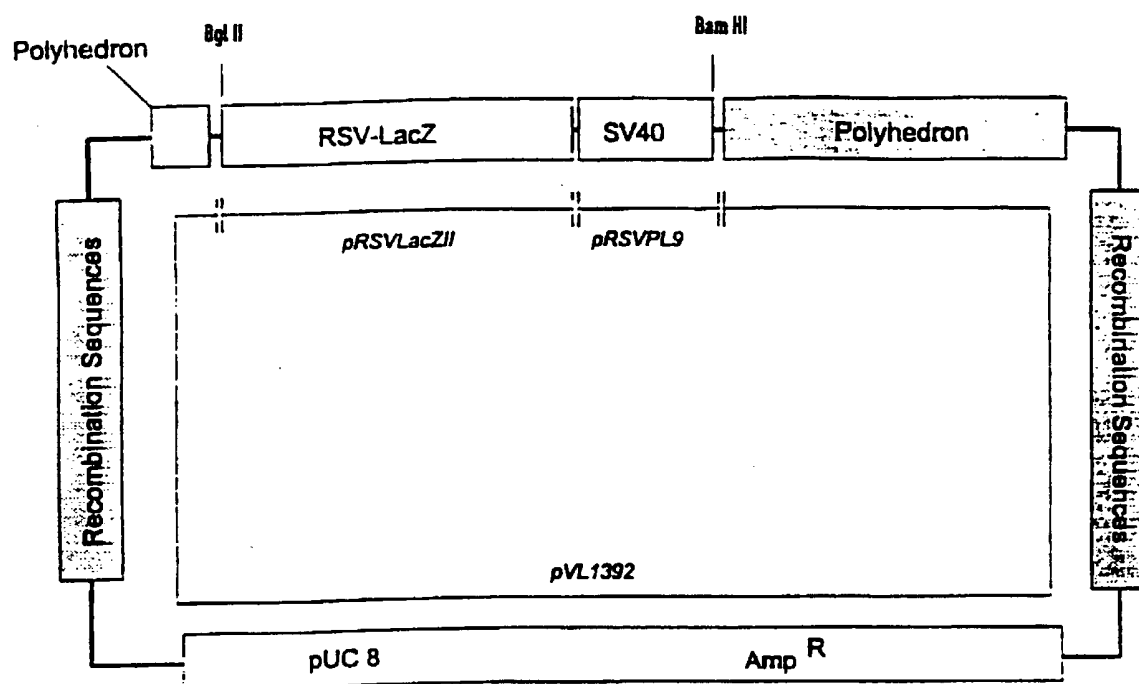 Polyhedron
Bgl II
Bam HI
RSV-LacZ
SV40
Polyhedron
pRSVLacZII
pRSVPL9
Recombination Sequences
Recombination Sequences
pVL1392
pUC 8
Amp R